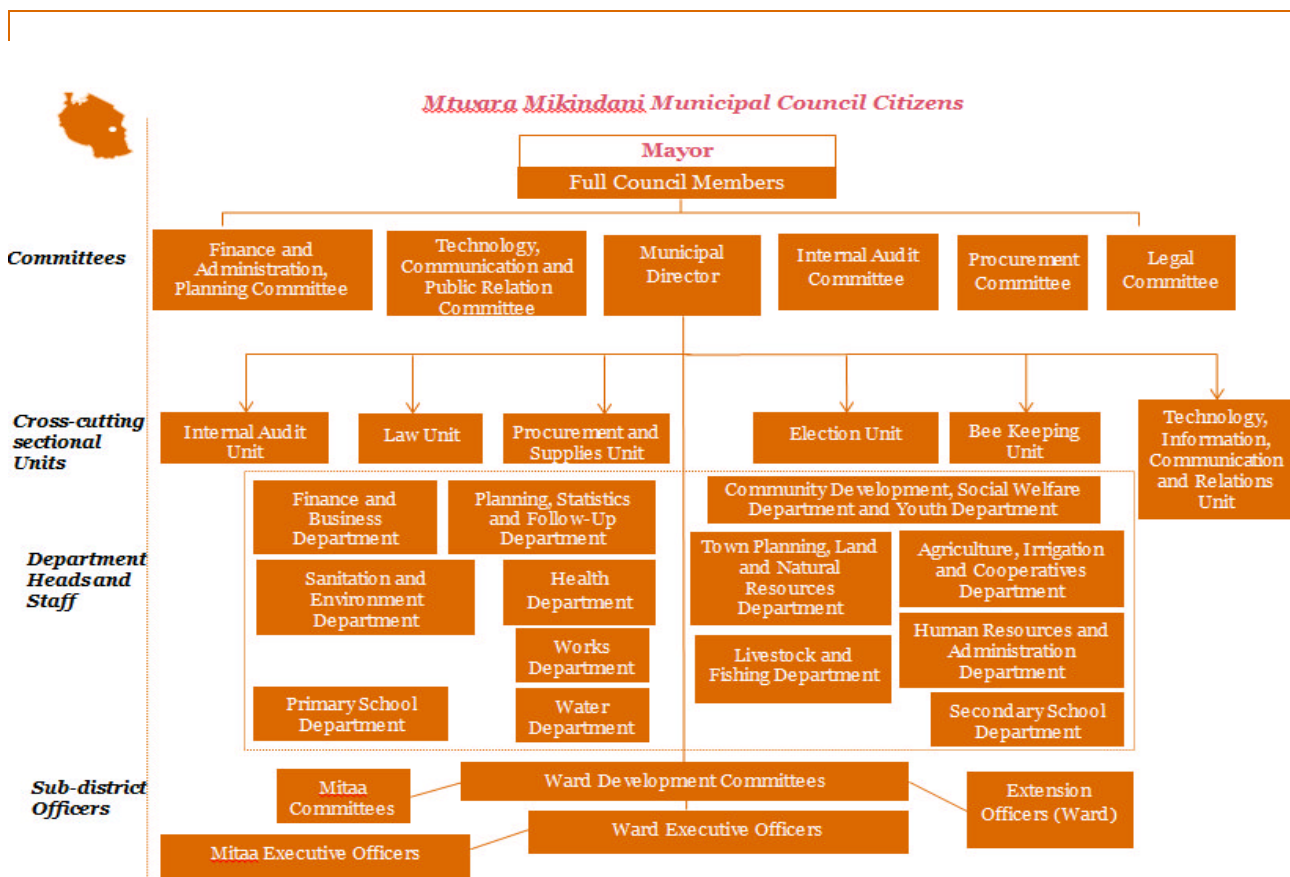 Mtuxara Mikindani Municipal Council Citizens
Mayor
Full Council Members
Committees
Finance and
Administration,
Planning Committee
Technology,
Communication and
Public Relation
Committee
Municipal
Director
Internal Audit
Committee
Procurement
Committee
Legal
Committee
Cross-cutting
sectional
Units
Internal Audit
Unit
Law Unit
Procurement and
Supplies Unit
Election Unit
Bee Keeping
Unit
Technology,
Information,
Communication
and Relations
Unit
Department
Heads and
Staff
Finance and
Business
Department
Planning, Statistics
and Follow-Up
Department
Community Development, Social Welfare
Department and Youth Department
Sanitation and
Environment
Department
Health
Department
Town Planning, Land
and Natural
Resources
Department
Agriculture, Irrigation
and Cooperatives
Department
Works
Department
Livestock and
Fishing Department
Human Resources and
Administration
Department
Primary School
Department
Water
Department
Secondary School
Department
Sub-district
Officers
Mitaa
Committees
Ward Development Committees
Extension
Officers (Ward)
Ward Executive Officers
Mitaa Executive Officers